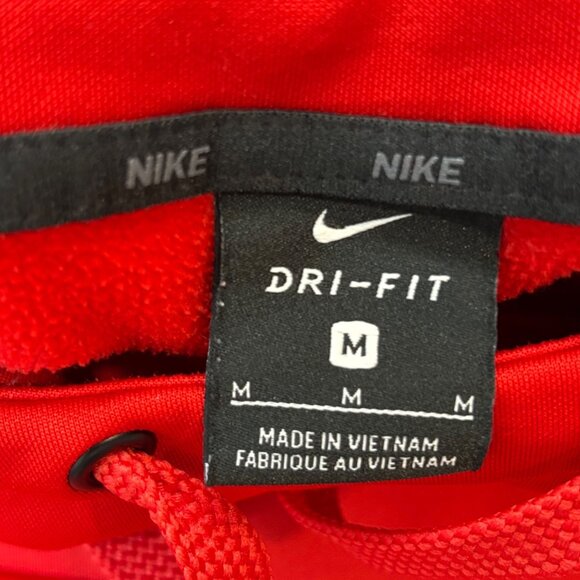 NIKE NIKE
DRI-FIT
M
M M M
MADE IN VIETNAM
FABRIQUE AU VIETNAM